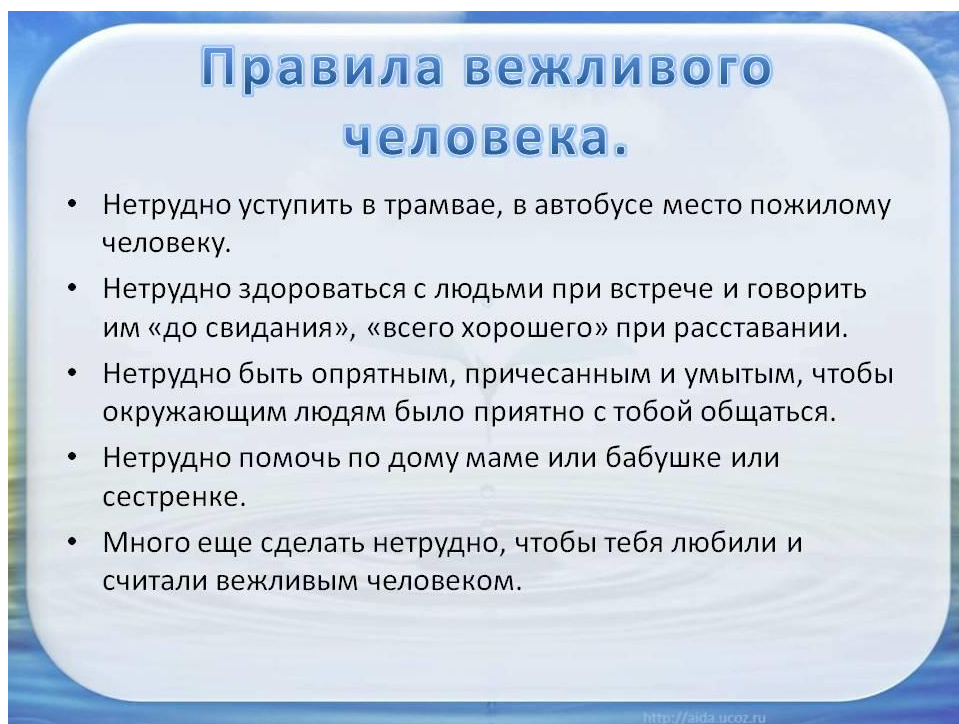 Правила вежливого
человека.
• Нетрудно уступить в трамвае, в автобусе место пожилому
человеку.
• Нетрудно здороваться с людьми при встрече и говорить
им «до свидания», «всего хорошего» при расставании.
• Нетрудно быть опрятным, причесанным и умытым, чтобы
окружающим людям было приятно с тобой общаться.
• Нетрудно помочь по дому маме или бабушке или
сестренке.
• Много еще сделать нетрудно, чтобы тебя любили и
считали вежливым человеком.
http://aida.ucoz.ru